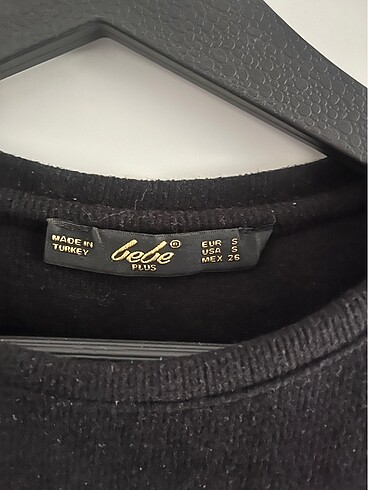 MADE IN
TURKEY
bebe
PLUS
EUR S
USA S
MEX 26